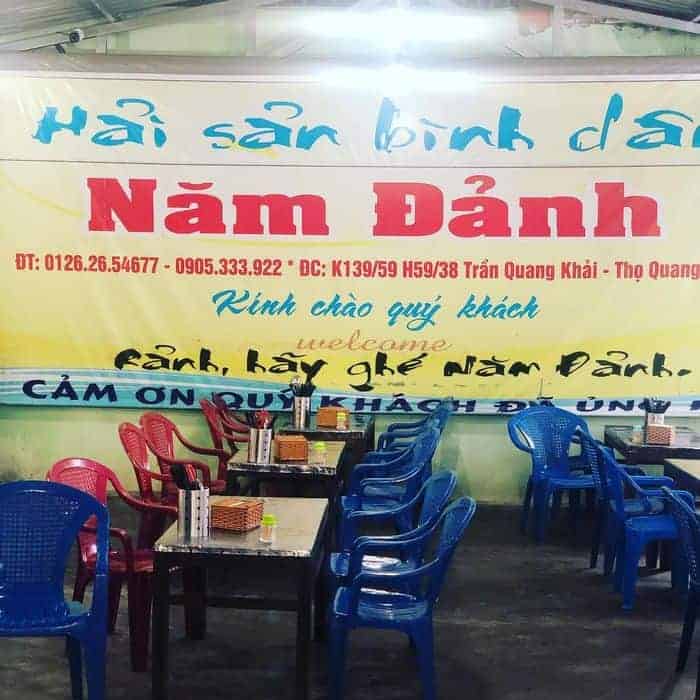 Hải sản bình dân
Năm Đảnh
ĐT: 0126.26.54677 - 0905.333.922 * ĐC: K139/59 H59/38 Trần Quang Khải - Thọ Quang
Kính chào quý khách
welcome
Rảnh, hãy ghé Năm Đảnh.
CẢM ƠN QUÝ KHÁCH ĐÃ ỦNG